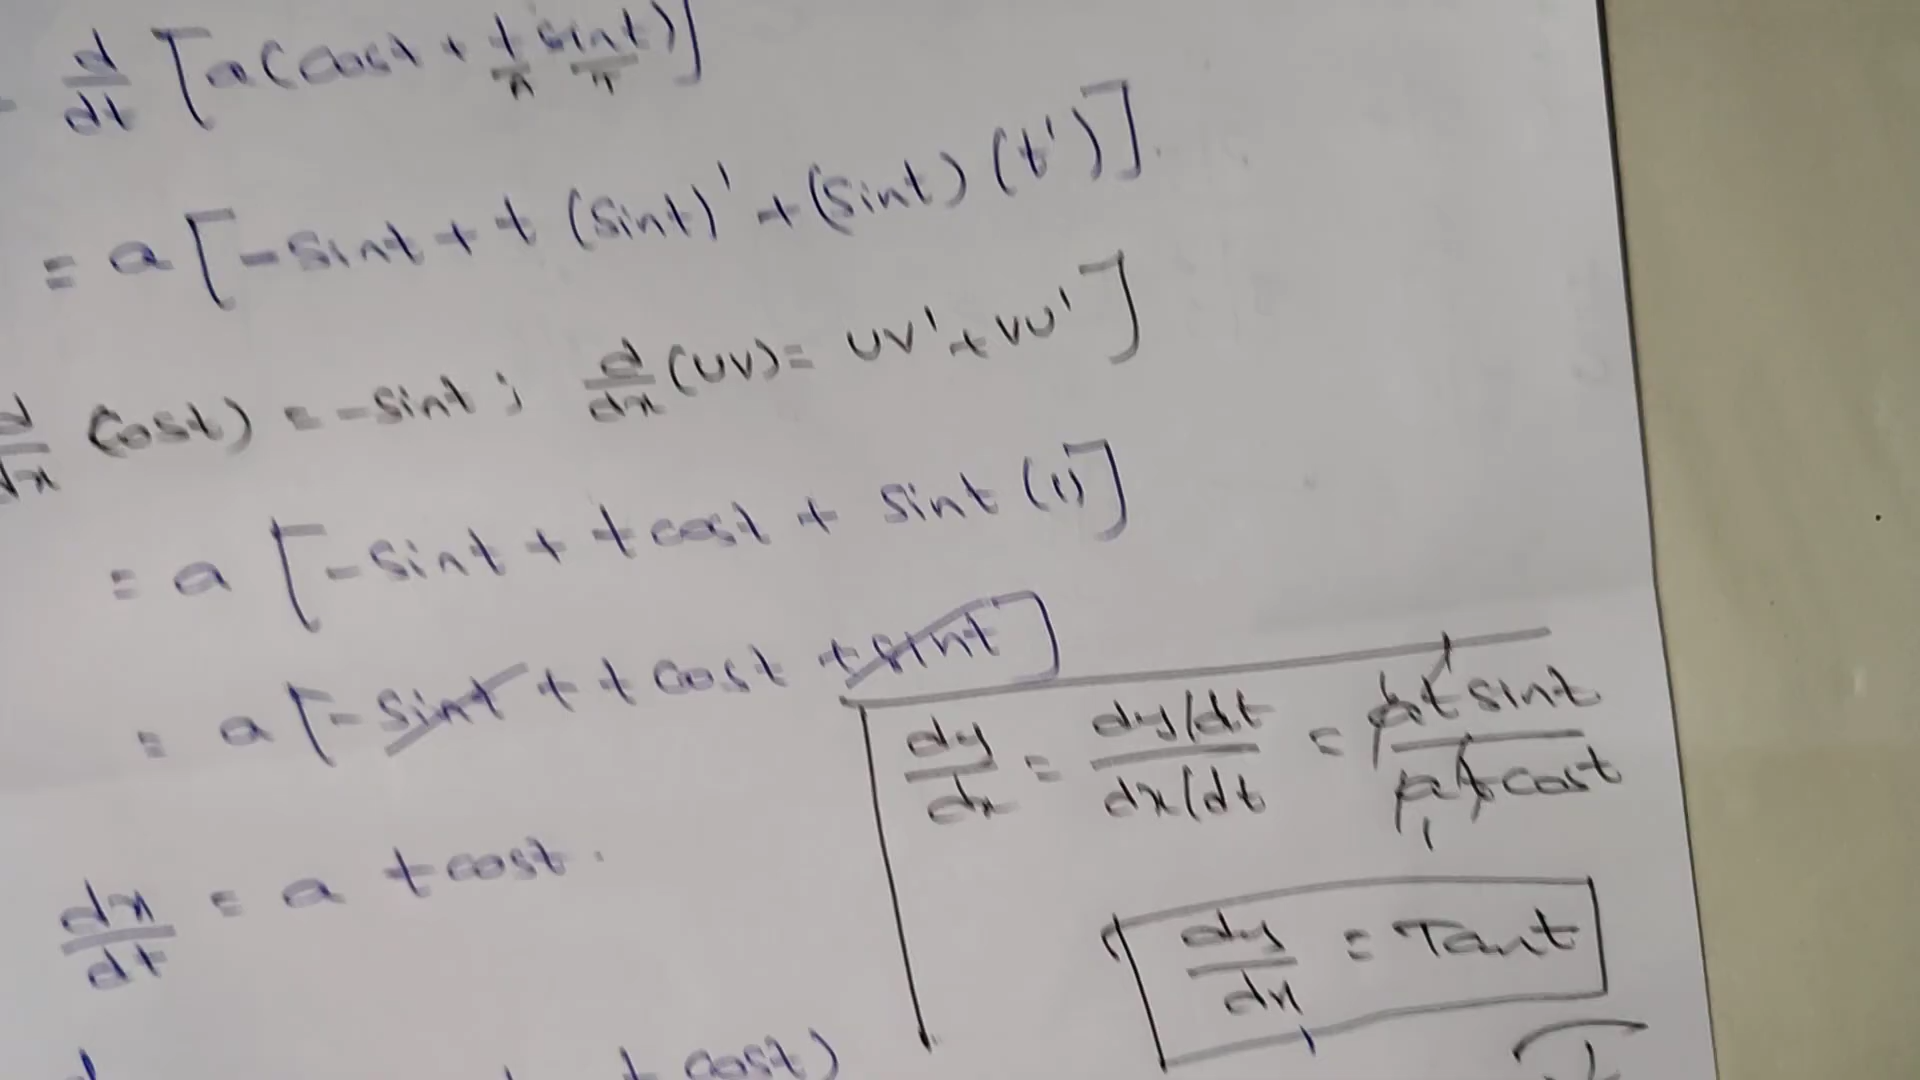 d/dt [a(cost + t sint)]
= a [-sint + t (sint)' + (sint) (t')]
d/dx (cost) = -sint ; d/dx (uv) = uv' + vu']
= a [-sint + t cost + sint (1)]
= a [-sint + t cost + sint]
dy/dx = dy/dt / dx/dt = at sint / at cost
dx/dt = a t cost.
dy/dx = Tant
t cost)